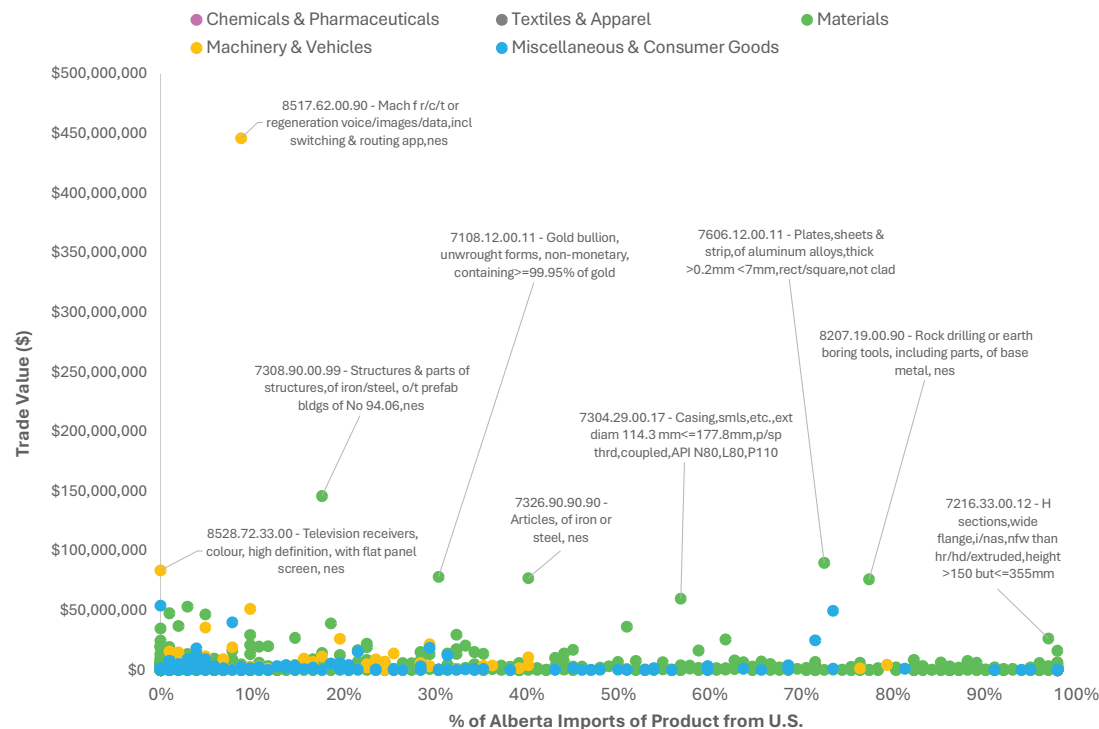 Chemicals & Pharmaceuticals
Textiles & Apparel
Materials
Machinery & Vehicles
Miscellaneous & Consumer Goods
$500,000,000
$450,000,000
$400,000,000
$350,000,000
$300,000,000
$250,000,000
$200,000,000
$150,000,000
$100,000,000
$50,000,000
$0
Trade Value ($)
8517.62.00.90 - Mach f r/c/t or
regeneration voice/images/data,incl
switching & routing app,nes
7108.12.00.11 - Gold bullion,
unwrought forms, non-monetary,
containing>=99.95% of gold
7606.12.00.11 - Plates,sheets &
strip,of aluminum alloys,thick
>0.2mm <7mm,rect/square,not clad
8207.19.00.90 - Rock drilling or earth
boring tools, including parts, of base
metal, nes
7308.90.00.99 - Structures & parts of
structures,of iron/steel, o/t prefab
bldgs of No 94.06,nes
7304.29.00.17 - Casing,smls,etc.,ext
diam 114.3 mm<=177.8mm,p/sp
thrd,coupled,API N80,L80,P110
7326.90.90.90 -
Articles, of iron or
steel, nes
7216.33.00.12 - H
sections,wide
flange,i/nas,nfw than
hr/hd/extruded,height
>150 but<=355mm
8528.72.33.00 - Television receivers,
colour, high definition, with flat panel
screen, nes
0%
10%
20%
30%
40%
50%
60%
70%
80%
90%
100%
% of Alberta Imports of Product from U.S.